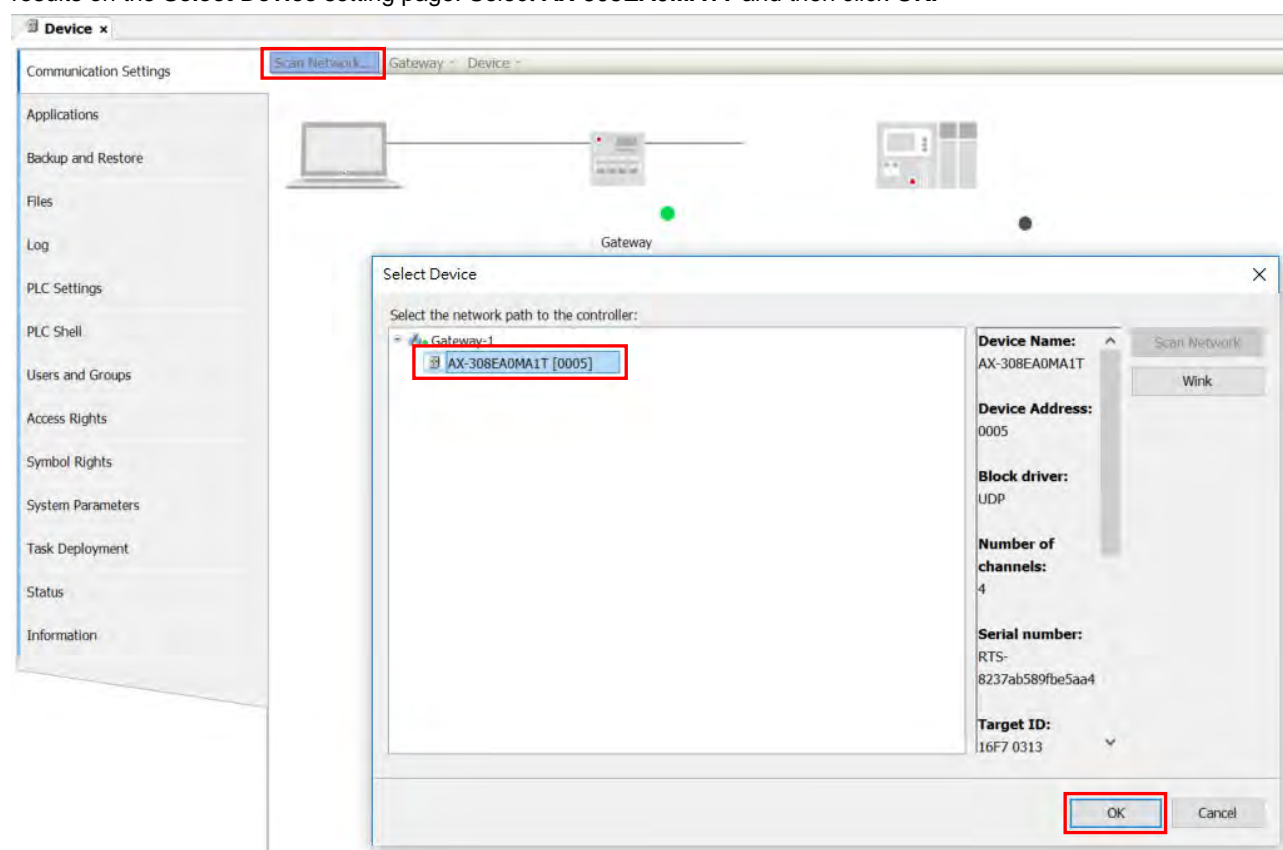 Device ×
Communication Settings
Scan Network... Gateway Device
Applications
Backup and Restore
Files
Log
Gateway
Select Device
PLC Settings
Select the network path to the controller:
PLC Shell
Gateway-1
AX-308EA0MA1T [0005]
Device Name:
AX-308EA0MA1T
Scan Network
Wink
Users and Groups
Access Rights
Device Address:
0005
Symbol Rights
Block driver:
UDP
System Parameters
Task Deployment
Number of
channels:
4
Status
Information
Serial number:
RTS-
8237ab589fbe5aa4
Target ID:
16F7 0313
OK Cancel